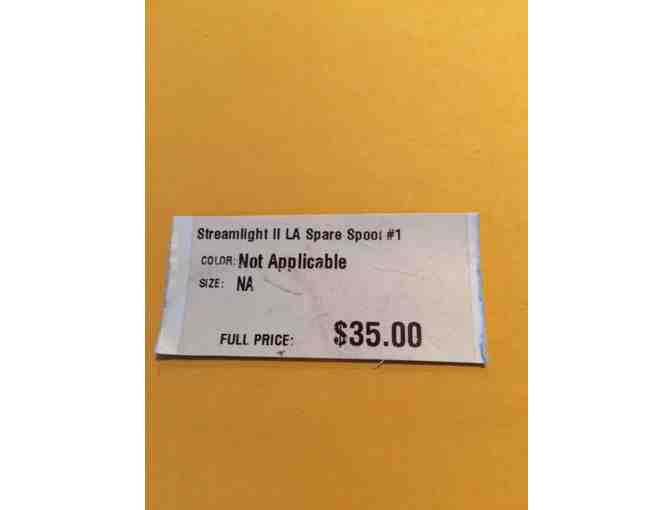 Streamlight II LA Spare Spool #1
COLOR: Not Applicable
SIZE: NA
FULL PRICE: $35.00